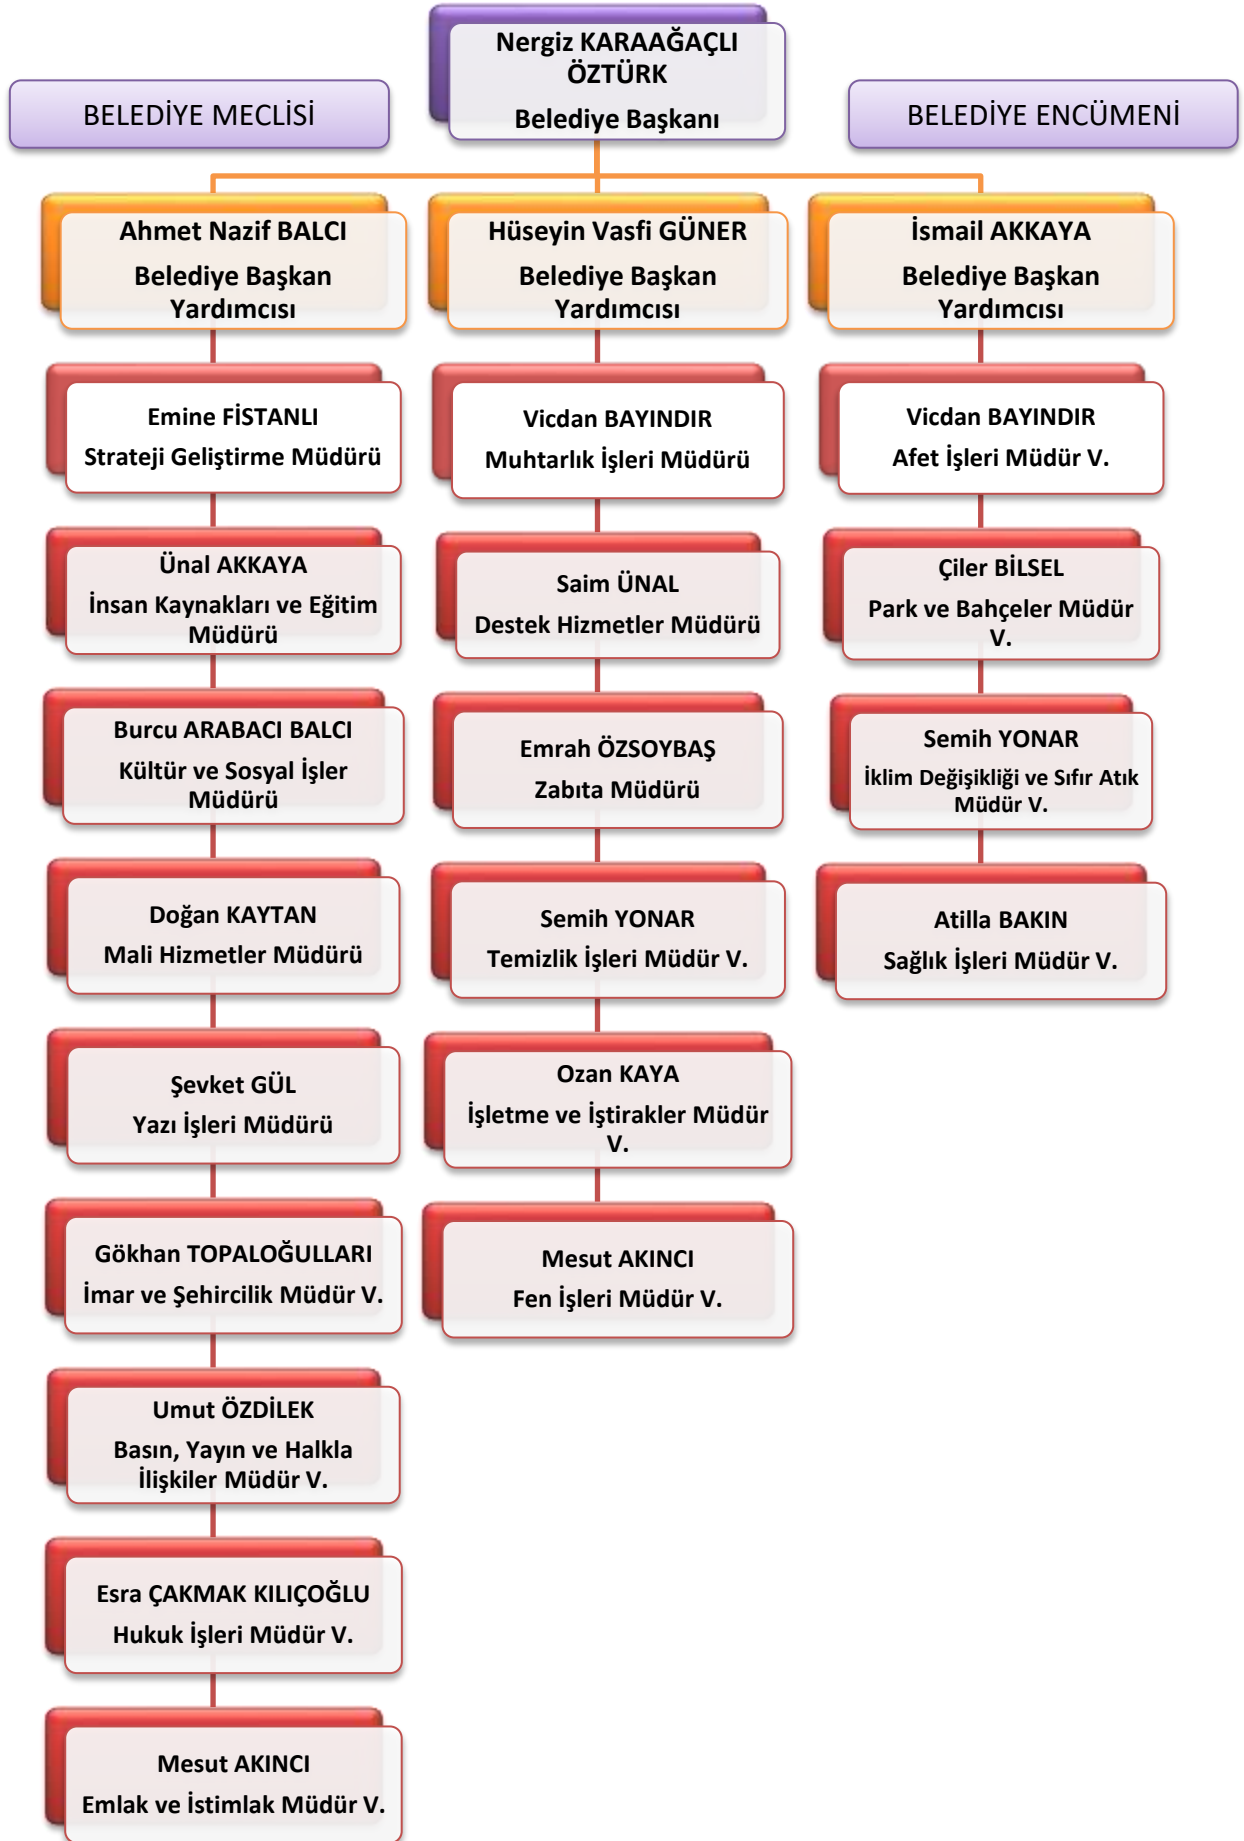 Nergiz KARAAĞAÇLI
ÖZTÜRK
Belediye Başkanı
BELEDİYE MECLİSİ
BELEDİYE ENCÜMENİ
Ahmet Nazif BALCI
Belediye Başkan
Yardımcısı
Emine FİSTANLI
Strateji Geliştirme Müdürü
Ünal AKKAYA
İnsan Kaynakları ve Eğitim
Müdürü
Burcu ARABACI BALCI
Kültür ve Sosyal İşler
Müdürü
Doğan KAYTAN
Mali Hizmetler Müdürü
Şevket GÜL
Yazı İşleri Müdürü
Gökhan TOPALOĞULLARI
İmar ve Şehircilik Müdür V.
Umut ÖZDİLEK
Basın, Yayın ve Halkla
İlişkiler Müdür V.
Esra ÇAKMAK KILIÇOĞLU
Hukuk İşleri Müdür V.
Mesut AKINCI
Emlak ve İstimlak Müdür V.
Hüseyin Vasfi GÜNER
Belediye Başkan
Yardımcısı
Vicdan BAYINDIR
Muhtarlık İşleri Müdürü
Saim ÜNAL
Destek Hizmetler Müdürü
Emrah ÖZSOYBAŞ
Zabıta Müdürü
Semih YONAR
Temizlik İşleri Müdür V.
Ozan KAYA
İşletme ve İştirakler Müdür
V.
Mesut AKINCI
Fen İşleri Müdür V.
İsmail AKKAYA
Belediye Başkan
Yardımcısı
Vicdan BAYINDIR
Afet İşleri Müdür V.
Çiler BİLSEL
Park ve Bahçeler Müdür
V.
Semih YONAR
İklim Değişikliği ve Sıfır Atık
Müdür V.
Atilla BAKIN
Sağlık İşleri Müdür V.